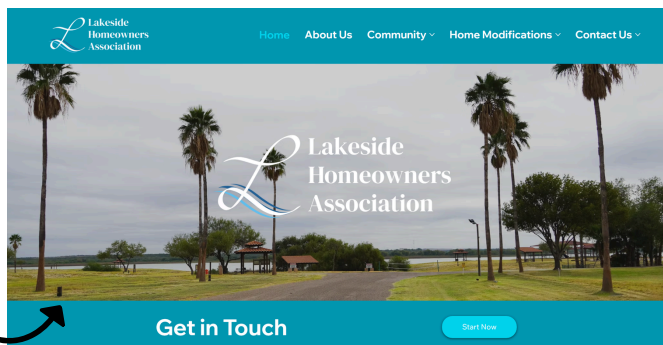 Lakeside
Homeowners
Association
Home About Us Community Home Modifications Contact Us
Lakeside
Homeowners
Association
Get in Touch
Start Now